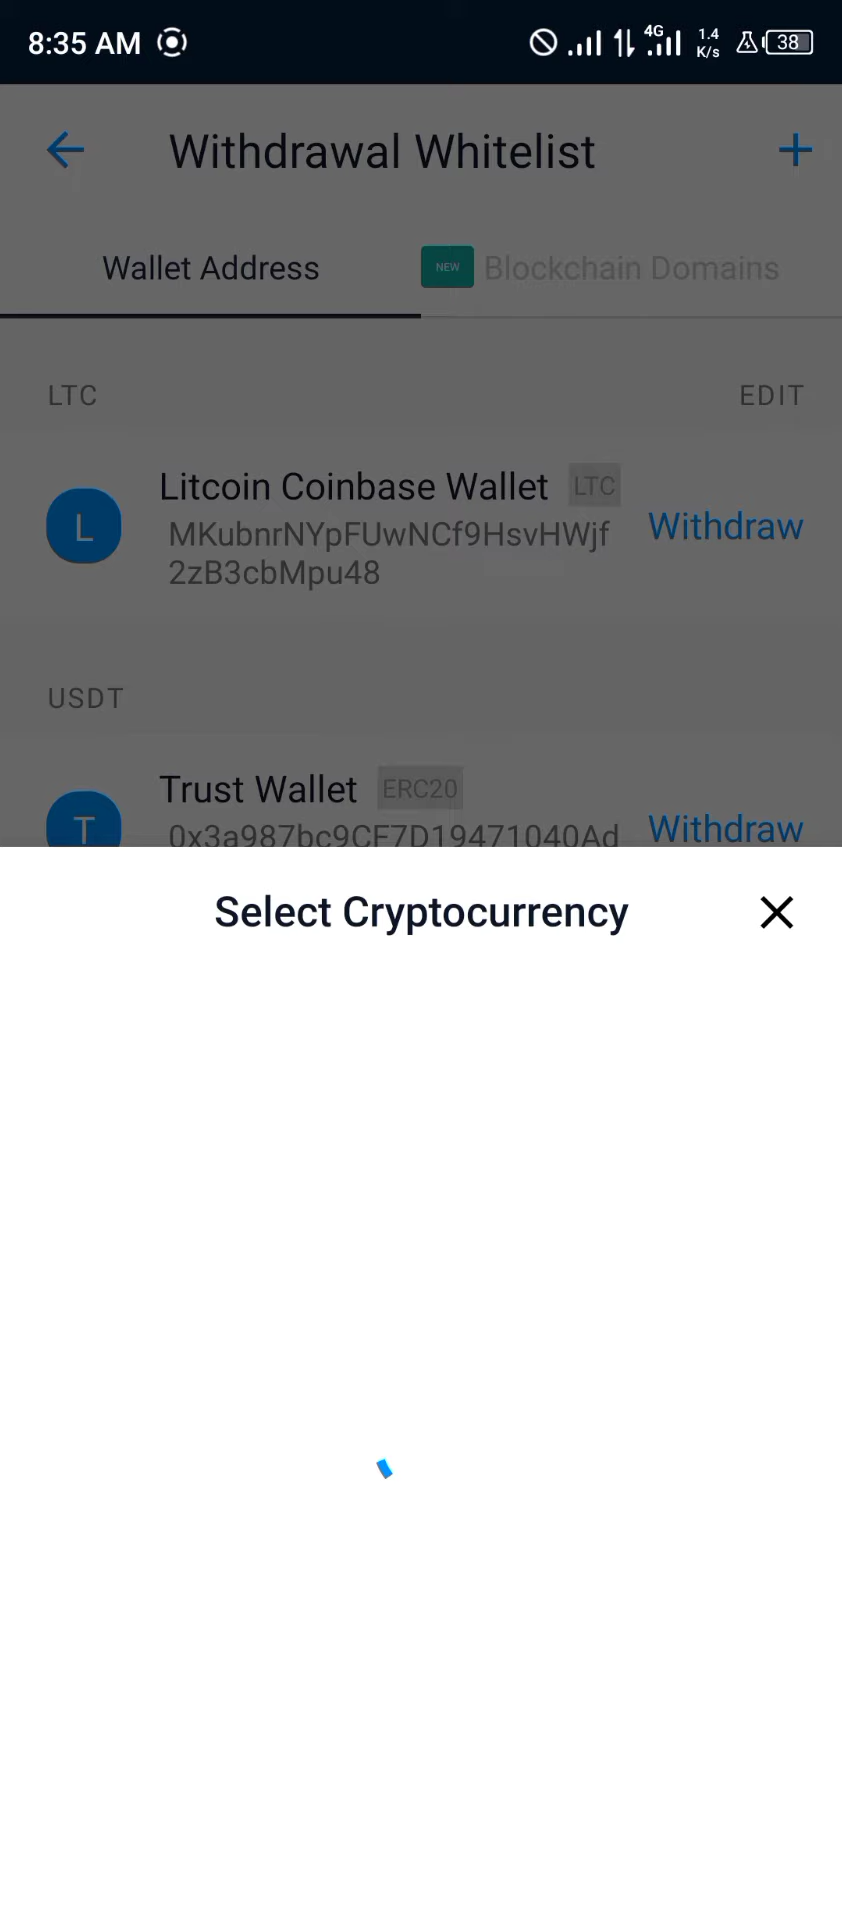 8:35 AM 4G 1.4 K/s 38
Withdrawal Whitelist
Wallet Address NEW Blockchain Domains
LTC EDIT
L Litcoin Coinbase Wallet LTC
MKubnrNYpFUwNCf9HsvHWjf Withdraw
2zB3cbMpu48
USDT
T Trust Wallet ERC20
0x3a987bc9CF7D19471040Ad Withdraw
Select Cryptocurrency